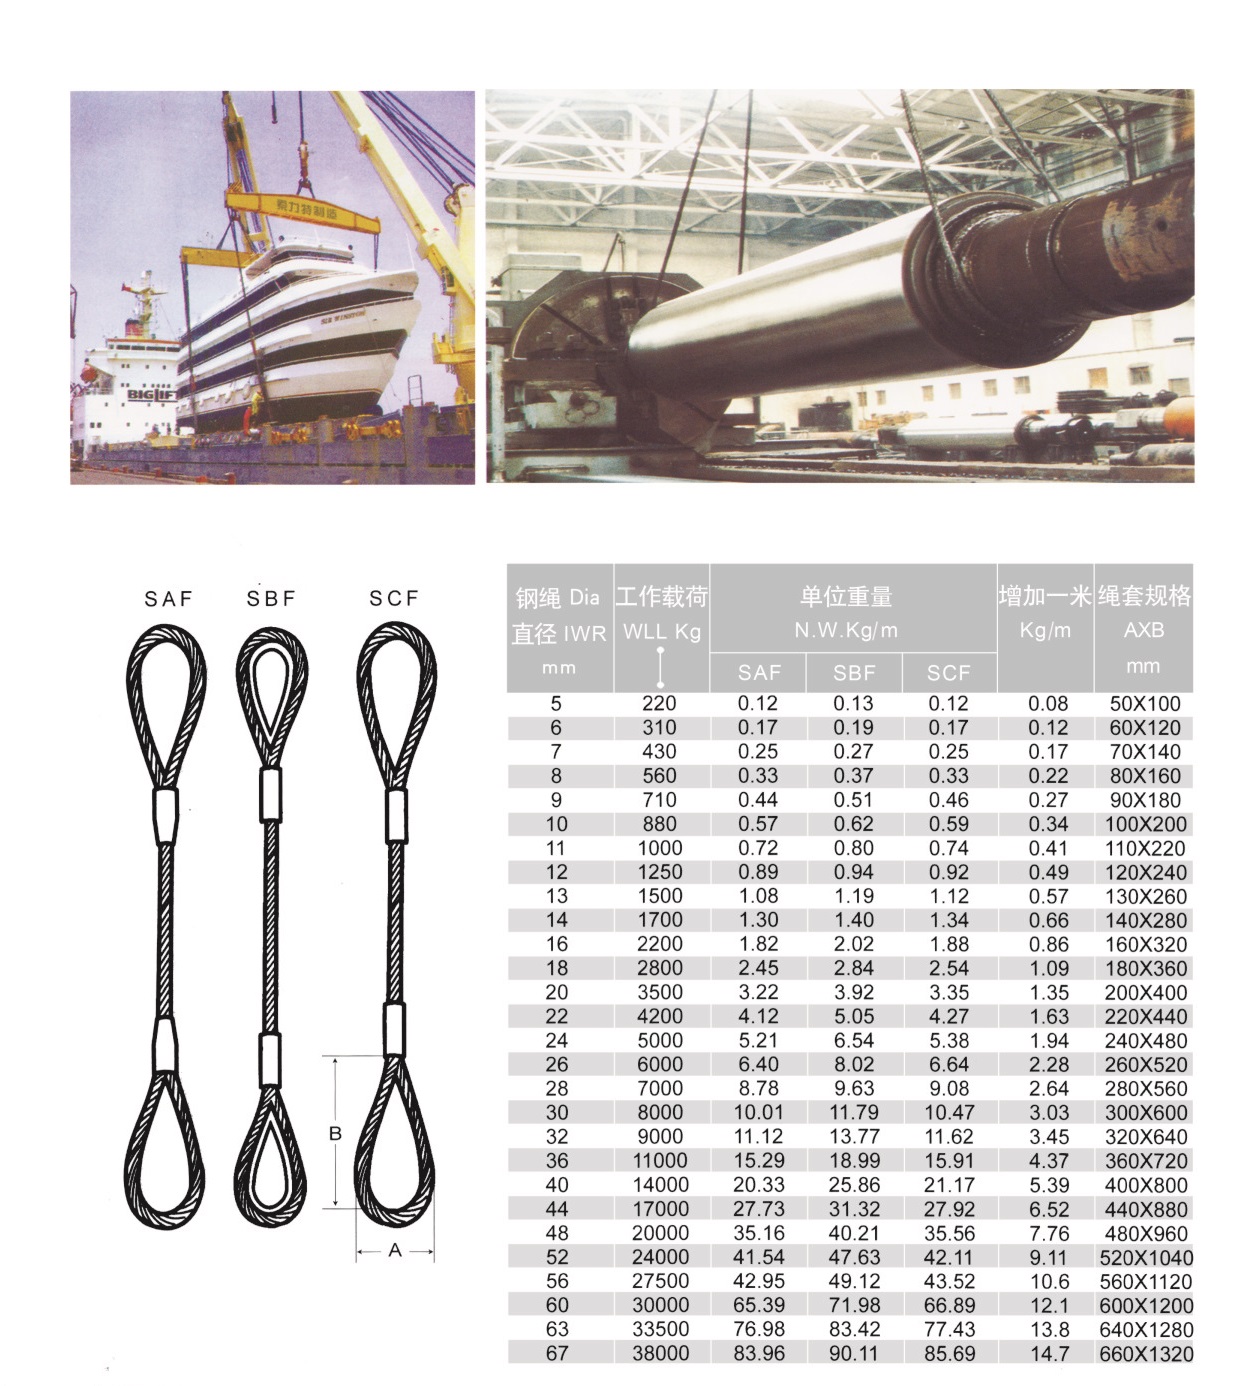 索力特制造
BIGLIFT
SAF SBF SCF
B
A
钢绳 Dia 工作载荷 单位重量 增加一米 绳套规格
直径 IWR WLL Kg N.W.Kg/m Kg/m AXB
mm SAF SBF SCF mm
5 220 0.12 0.13 0.12 0.08 50X100
6 310 0.17 0.19 0.17 0.12 60X120
7 430 0.25 0.27 0.25 0.17 70X140
8 560 0.33 0.37 0.33 0.22 80X160
9 710 0.44 0.51 0.46 0.27 90X180
10 880 0.57 0.62 0.59 0.34 100X200
11 1000 0.72 0.80 0.74 0.41 110X220
12 1250 0.89 0.94 0.92 0.49 120X240
13 1500 1.08 1.19 1.12 0.57 130X260
14 1700 1.30 1.40 1.34 0.66 140X280
16 2200 1.82 2.02 1.88 0.86 160X320
18 2800 2.45 2.84 2.54 1.09 180X360
20 3500 3.22 3.92 3.35 1.35 200X400
22 4200 4.12 5.05 4.27 1.63 220X440
24 5000 5.21 6.54 5.38 1.94 240X480
26 6000 6.40 8.02 6.64 2.28 260X520
28 7000 8.78 9.63 9.08 2.64 280X560
30 8000 10.01 11.79 10.47 3.03 300X600
32 9000 11.12 13.77 11.62 3.45 320X640
36 11000 15.29 18.99 15.91 4.37 360X720
40 14000 20.33 25.86 21.17 5.39 400X800
44 17000 27.73 31.32 27.92 6.52 440X880
48 20000 35.16 40.21 35.56 7.76 480X960
52 24000 41.54 47.63 42.11 9.11 520X1040
56 27500 42.95 49.12 43.52 10.6 560X1120
60 30000 65.39 71.98 66.89 12.1 600X1200
63 33500 76.98 83.42 77.43 13.8 640X1280
67 38000 83.96 90.11 85.69 14.7 660X1320